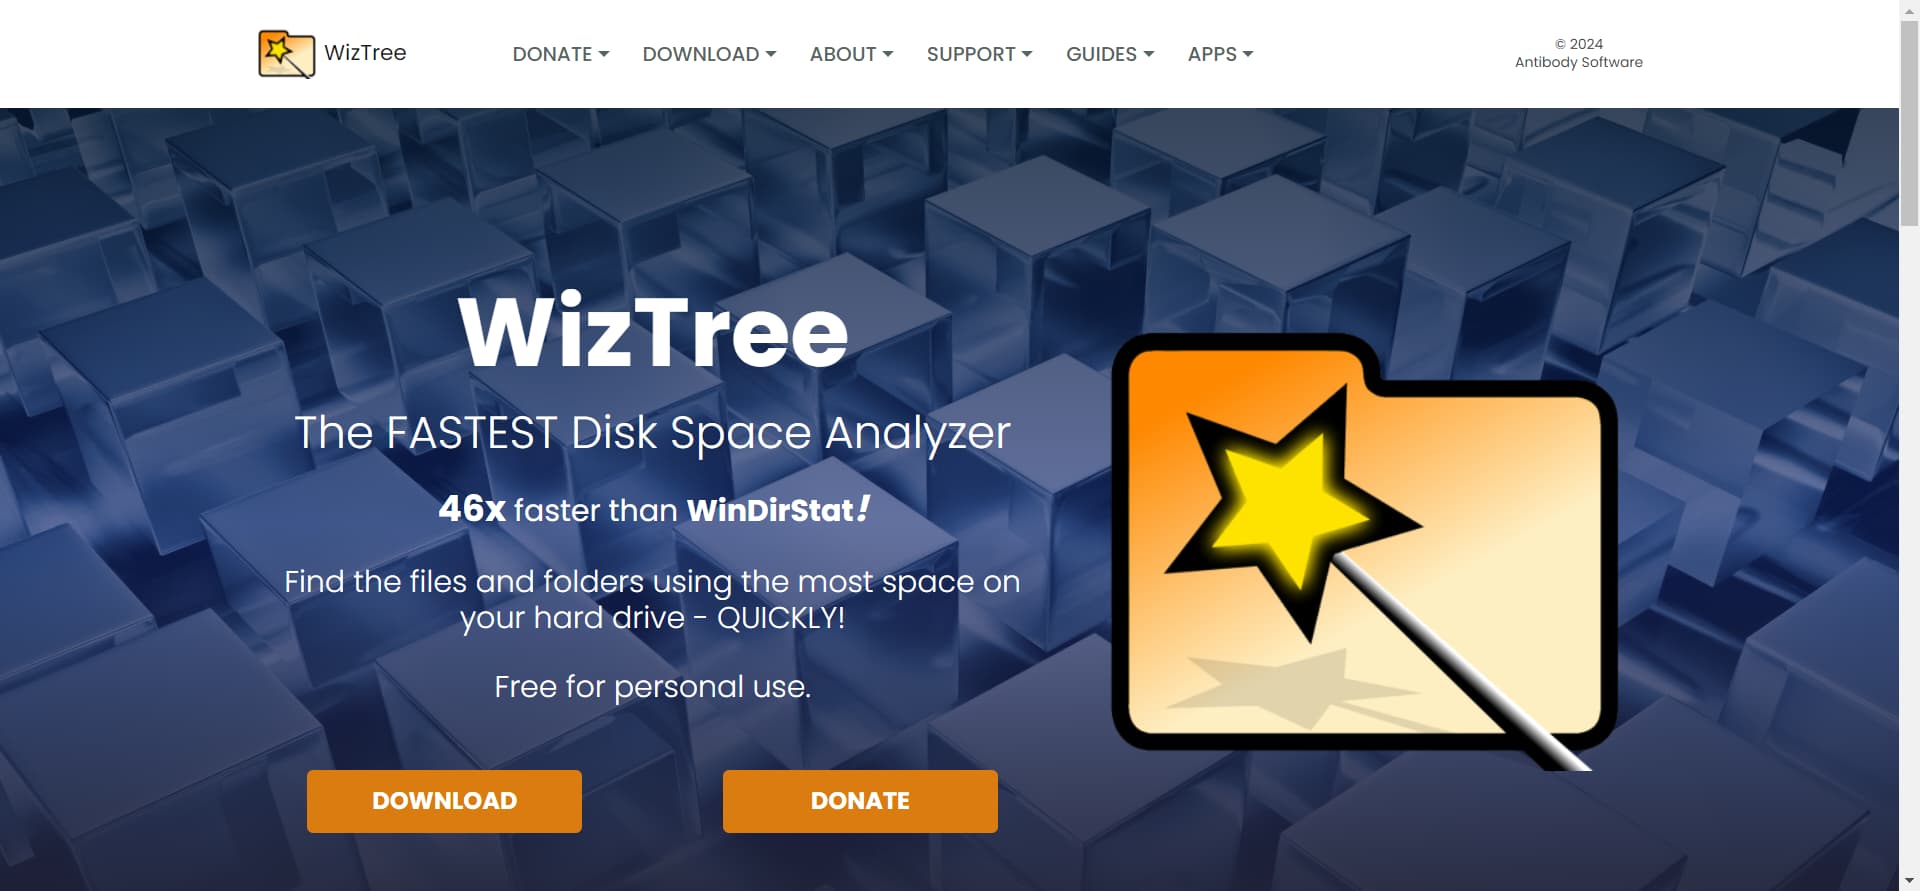 WizTree
DONATE
DOWNLOAD
ABOUT
SUPPORT
GUIDES
APPS
© 2024
Antibody Software
WizTree
The FASTEST Disk Space Analyzer
46x faster than WinDirStat!
Find the files and folders using the most space on
your hard drive - QUICKLY!
Free for personal use.
DOWNLOAD
DONATE